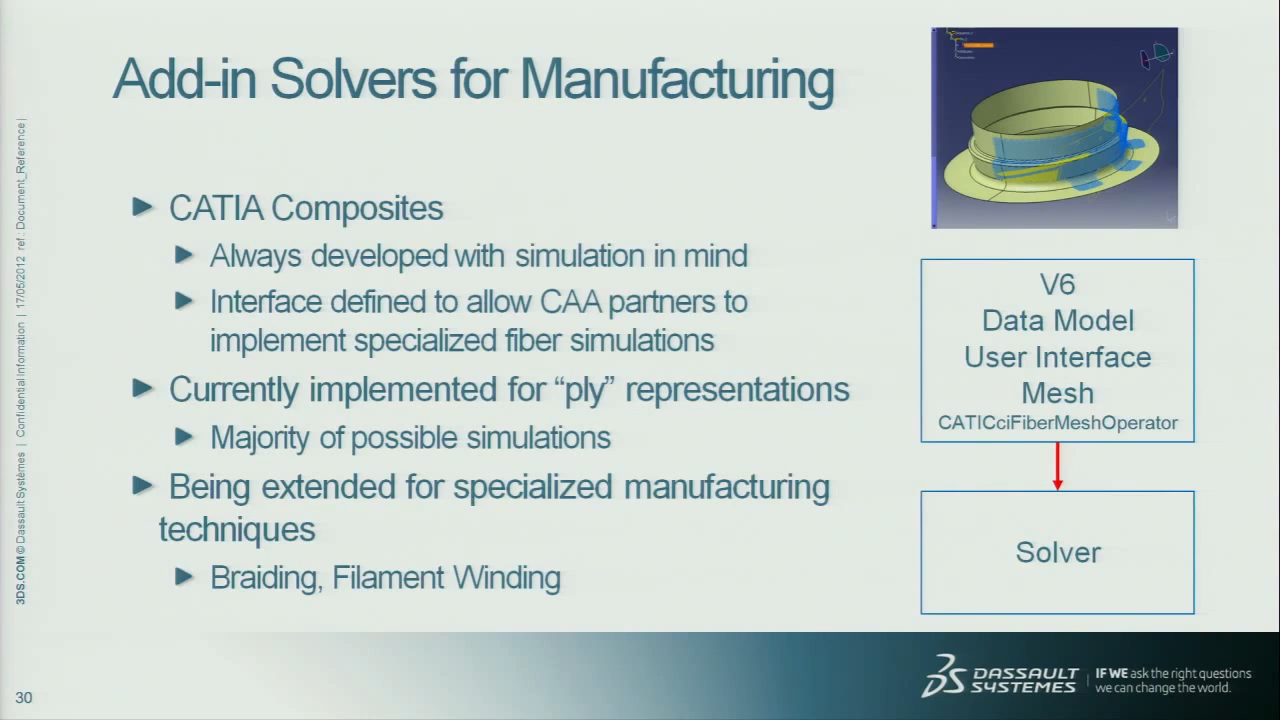 Add-in Solvers for Manufacturing
CATIA Composites
Always developed with simulation in mind
Interface defined to allow CAA partners to
implement specialized fiber simulations
Currently implemented for “ply” representations
Majority of possible simulations
Being extended for specialized manufacturing
techniques
Braiding, Filament Winding
V6
Data Model
User Interface
Mesh
CATICciFiberMeshOperator
Solver
3DS.COM © Dassault Systèmes | Confidential Information | 17/05/2012 ref.: Document_Reference |
30
DASSAULT
SYSTEMES
IF WE ask the right questions
we can change the world.